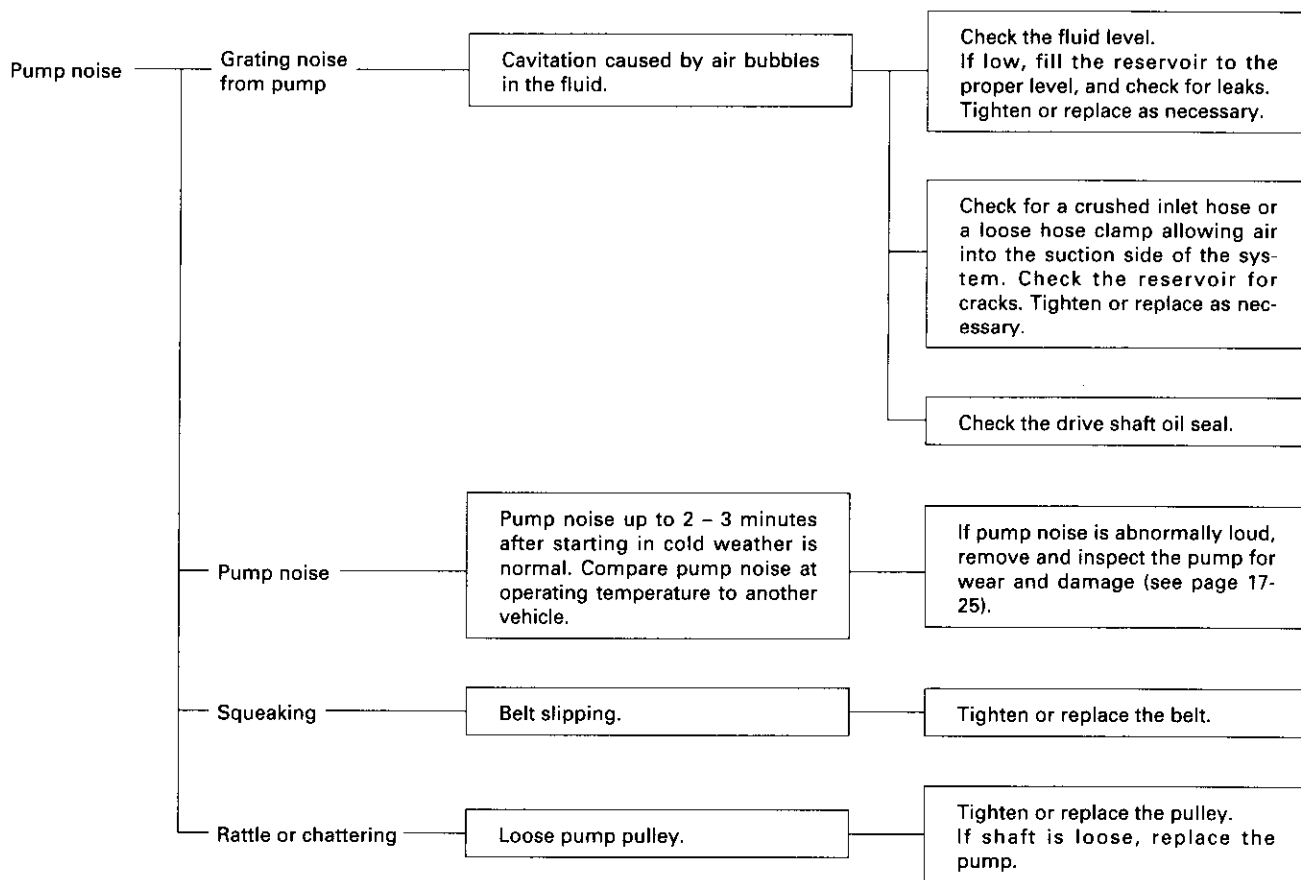 Pump noise
Grating noise
from pump
Cavitation caused by air bubbles
in the fluid.
Check the fluid level.
If low, fill the reservoir to the
proper level, and check for leaks.
Tighten or replace as necessary.
Check for a crushed inlet hose or
a loose hose clamp allowing air
into the suction side of the sys-
tem. Check the reservoir for
cracks. Tighten or replace as nec-
essary.
Check the drive shaft oil seal.
Pump noise
Pump noise up to 2 – 3 minutes
after starting in cold weather is
normal. Compare pump noise at
operating temperature to another
vehicle.
If pump noise is abnormally loud,
remove and inspect the pump for
wear and damage (see page 17-
25).
Squeaking
Belt slipping.
Tighten or replace the belt.
Rattle or chattering
Loose pump pulley.
Tighten or replace the pulley.
If shaft is loose, replace the
pump.